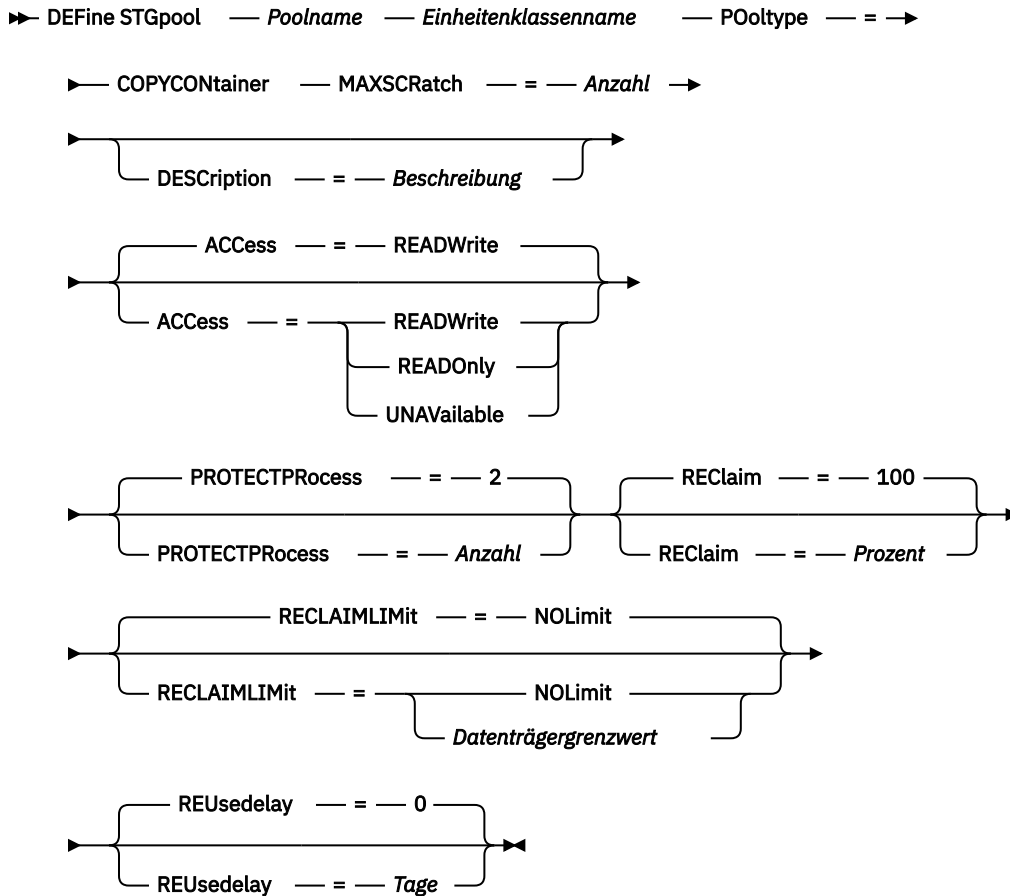 DEFine STGpool — Poolname — Einheitenklassenname — POoltype — =
COPYCONtainer — MAXSCRatch — = — Anzahl
DESCription — = — Beschreibung
ACCess — = — READWrite
ACCess — = — READWrite
READOnly
UNAVailable
PROTECTPRocess — = — 2 REClaim — = — 100
PROTECTPRocess — = — Anzahl REClaim — = — Prozent
RECLAIMLIMit — = — NOLimit
RECLAIMLIMit — = — NOLimit
Datenträgergrenzwert
REUsedelay — = — 0
REUsedelay — = — Tage